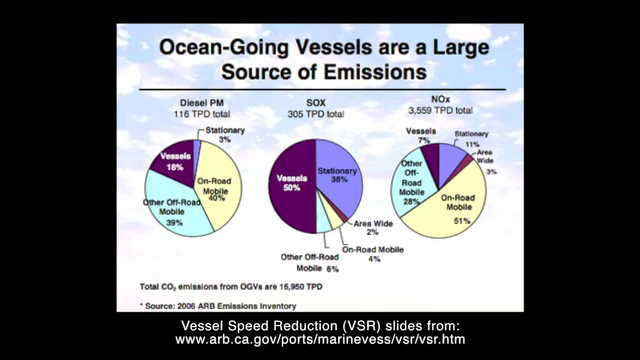 Ocean-Going Vessels are a Large
Source of Emissions
Diesel PM
116 TPD total
Stationary
3%
Vessels
18%
On-Road
Mobile
40%
Other Off-Road
Mobile
39%
SOX
305 TPD total
Vessels
50%
Stationary
38%
Area Wide
2%
On-Road Mobile
4%
Other Off-Road
Mobile 6%
NOx
3,559 TPD total
Vessels
7%
Stationary
11%
Area
Wide
3%
Other
Off-
Road
Mobile
28%
On-Road
Mobile
51%
Total CO₂ emissions from OGVs are 16,950 TPD
* Source: 2006 ARB Emissions Inventory
Vessel Speed Reduction (VSR) slides from:
www.arb.ca.gov/ports/marinevess/vsr/vsr.htm